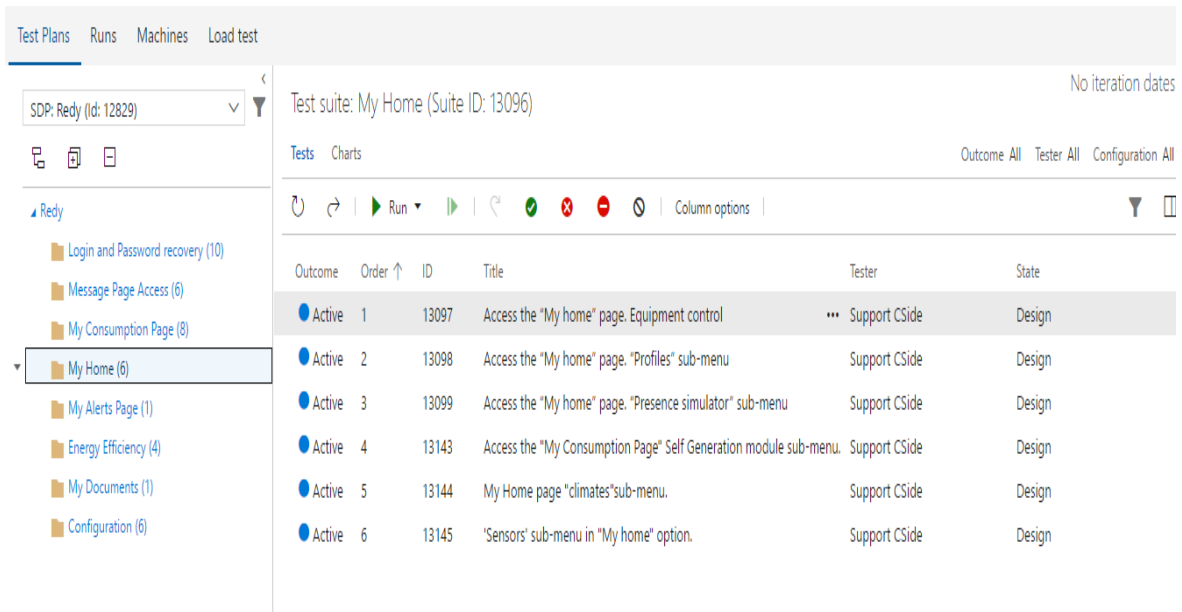 Test Plans Runs Machines Load test
SDP: Redy (Id: 12829)
Redy
Login and Password recovery (10)
Message Page Access (6)
My Consumption Page (8)
My Home (6)
My Alerts Page (1)
Energy Efficiency (4)
My Documents (1)
Configuration (6)
No iteration dates
Test suite: My Home (Suite ID: 13096)
Tests Charts
Outcome All Tester All Configuration All
Run Column options
Outcome Order ID Title Tester State
Active 1 13097 Access the "My home" page. Equipment control ••• Support CSide Design
Active 2 13098 Access the "My home" page. "Profiles" sub-menu Support CSide Design
Active 3 13099 Access the "My home" page. "Presence simulator" sub-menu Support CSide Design
Active 4 13143 Access the "My Consumption Page" Self Generation module sub-menu. Support CSide Design
Active 5 13144 My Home page "climates"sub-menu. Support CSide Design
Active 6 13145 'Sensors' sub-menu in "My home" option. Support CSide Design